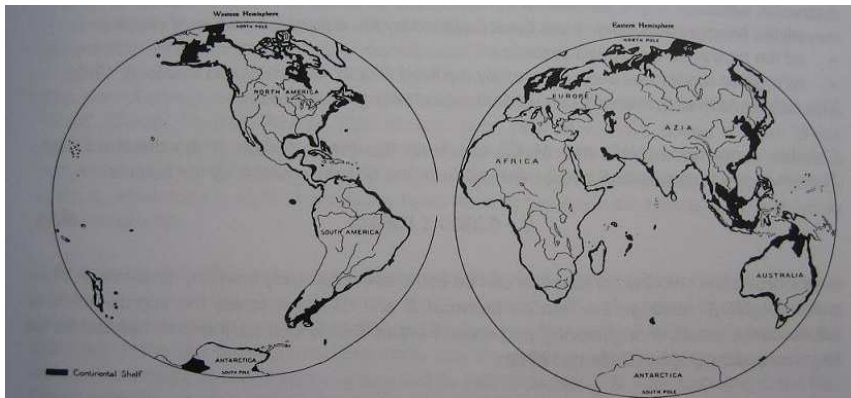 Western Hemisphere
NORTH POLE
NORTH AMERICA
SOUTH AMERICA
ANTARCTICA
SOUTH POLE
Continental Shelf
Eastern Hemisphere
NORTH POLE
EUROPE
AZIA
AFRICA
AUSTRALIA
ANTARCTICA
SOUTH POLE